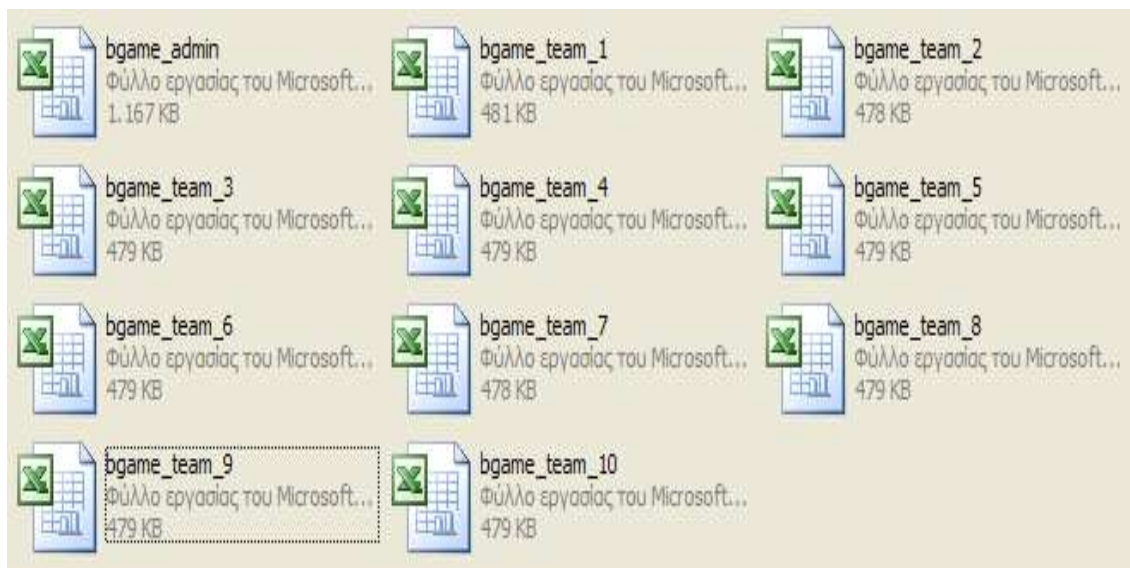 bgame_admin
Φύλλο εργασίας του Microsoft...
1.167 KB
bgame_team_1
Φύλλο εργασίας του Microsoft...
481 KB
bgame_team_2
Φύλλο εργασίας του Microsoft...
478 KB
bgame_team_3
Φύλλο εργασίας του Microsoft...
479 KB
bgame_team_4
Φύλλο εργασίας του Microsoft...
479 KB
bgame_team_5
Φύλλο εργασίας του Microsoft...
479 KB
bgame_team_6
Φύλλο εργασίας του Microsoft...
479 KB
bgame_team_7
Φύλλο εργασίας του Microsoft...
478 KB
bgame_team_8
Φύλλο εργασίας του Microsoft...
479 KB
bgame_team_9
Φύλλο εργασίας του Microsoft...
479 KB
bgame_team_10
Φύλλο εργασίας του Microsoft...
479 KB